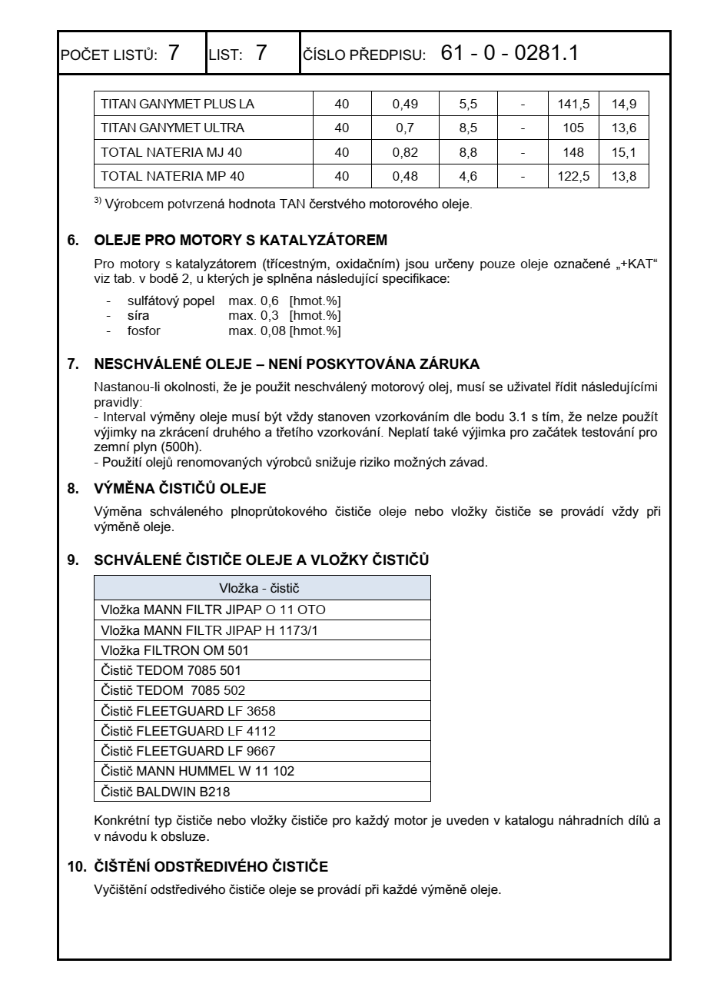 POČET LISTŮ: 7 LIST: 7 ČÍSLO PŘEDPISU: 61 - 0 - 0281.1
TITAN GANYMET PLUS LA 40 0,49 5,5 - 141,5 14,9
TITAN GANYMET ULTRA 40 0,7 8,5 - 105 13,6
TOTAL NATERIA MJ 40 40 0,82 8,8 - 148 15,1
TOTAL NATERIA MP 40 40 0,48 4,6 - 122,5 13,8
3) Výrobcem potvrzená hodnota TAN čerstvého motorového oleje.
6. OLEJE PRO MOTORY S KATALYZÁTOREM
Pro motory s katalyzátorem (třícestným, oxidačním) jsou určeny pouze oleje označené „+KAT“
viz tab. v bodě 2, u kterých je splněna následující specifikace:
- sulfátový popel max. 0,6 [hmot.%]
- síra max. 0,3 [hmot.%]
- fosfor max. 0,08 [hmot.%]
7. NESCHVÁLENÉ OLEJE – NENÍ POSKYTOVÁNA ZÁRUKA
Nastanou-li okolnosti, že je použit neschválený motorový olej, musí se uživatel řídit následujícími
pravidly:
- Interval výměny oleje musí být vždy stanoven vzorkováním dle bodu 3.1 s tím, že nelze použít
výjimky na zkrácení druhého a třetího vzorkování. Neplatí také výjimka pro začátek testování pro
zemní plyn (500h).
- Použití olejů renomovaných výrobců snižuje riziko možných závad.
8. VÝMĚNA ČISTIČŮ OLEJE
Výměna schváleného plnoprůtokového čističe oleje nebo vložky čističe se provádí vždy při
výměně oleje.
9. SCHVÁLENÉ ČISTIČE OLEJE A VLOŽKY ČISTIČŮ
Vložka - čistič
Vložka MANN FILTR JIPAP O 11 OTO
Vložka MANN FILTR JIPAP H 1173/1
Vložka FILTRON OM 501
Čistič TEDOM 7085 501
Čistič TEDOM 7085 502
Čistič FLEETGUARD LF 3658
Čistič FLEETGUARD LF 4112
Čistič FLEETGUARD LF 9667
Čistič MANN HUMMEL W 11 102
Čistič BALDWIN B218
Konkrétní typ čističe nebo vložky čističe pro každý motor je uveden v katalogu náhradních dílů a
v návodu k obsluze.
10. ČIŠTĚNÍ ODSTŘEDIVÉHO ČISTIČE
Vyčištění odstředivého čističe oleje se provádí při každé výměně oleje.